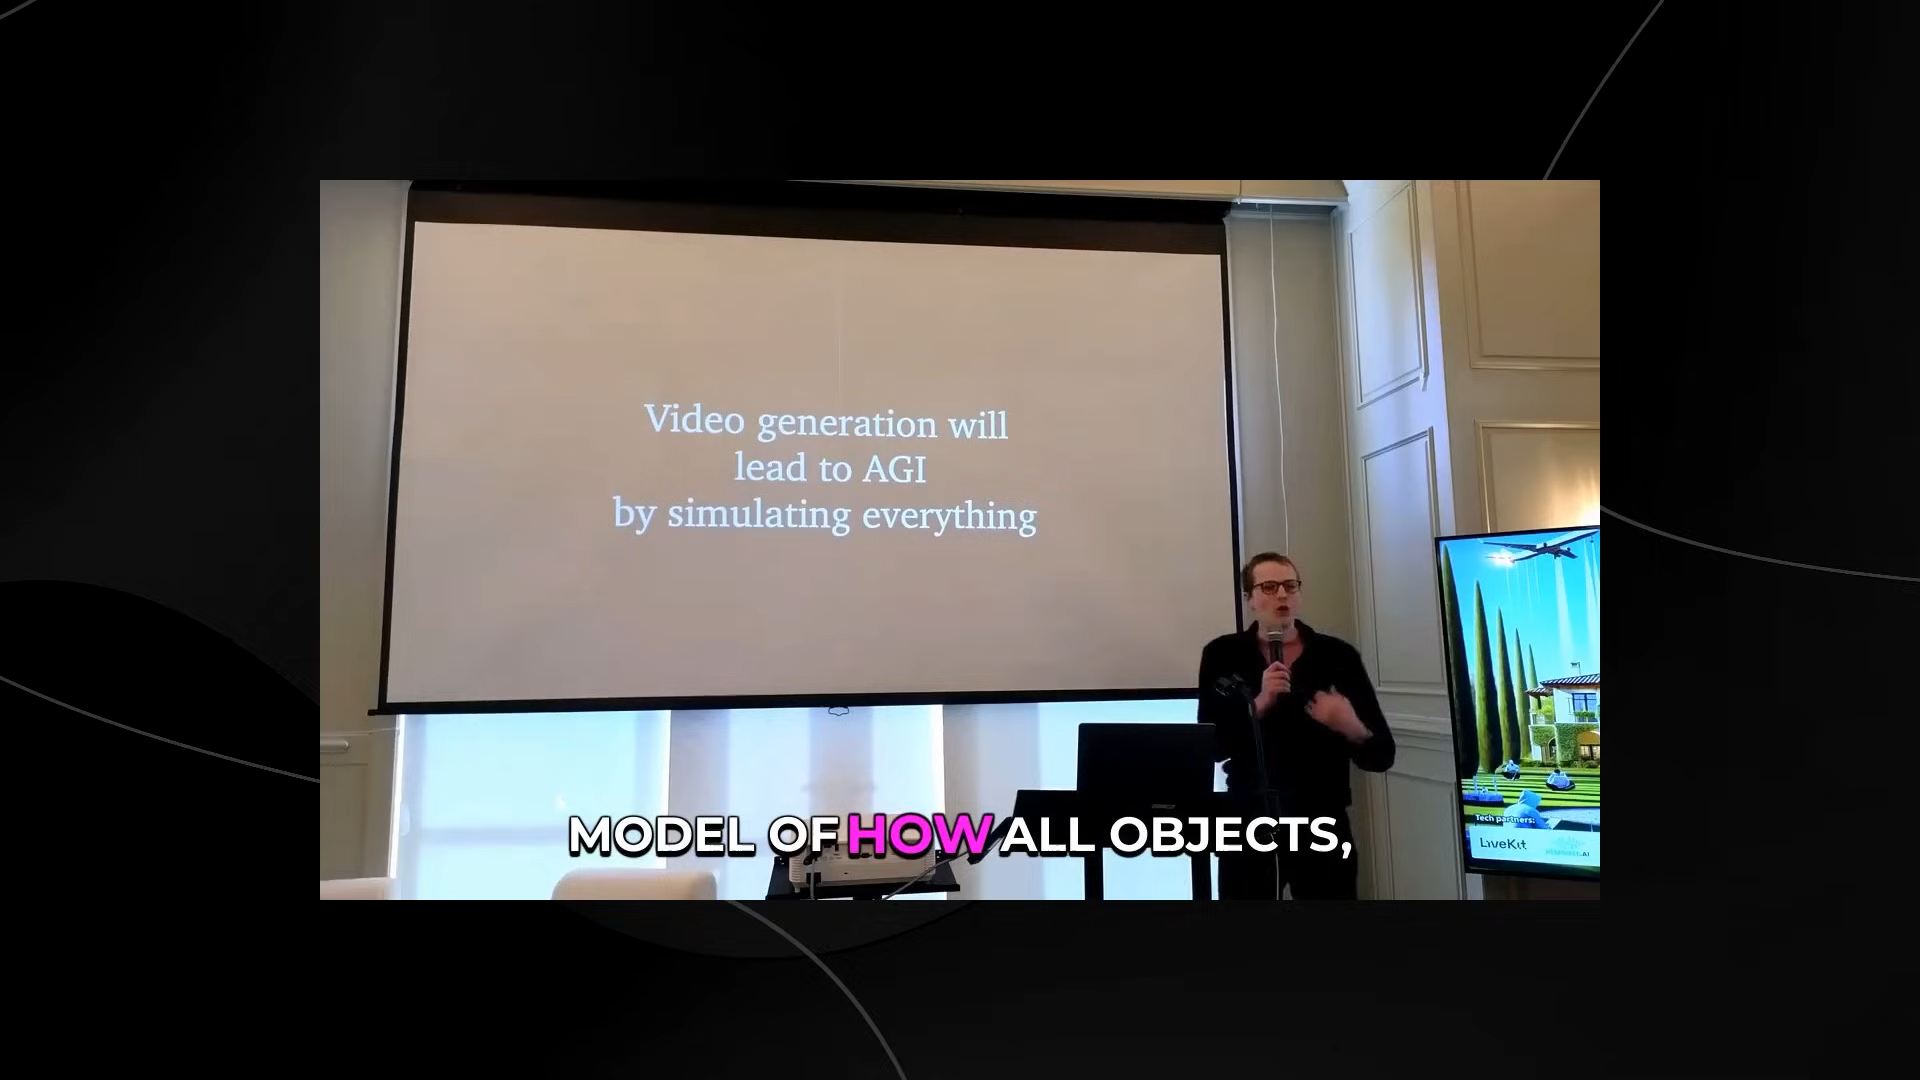 Video generation will
lead to AGI
by simulating everything
MODEL OF HOW ALL OBJECTS,
Tech partners:
LiveKit